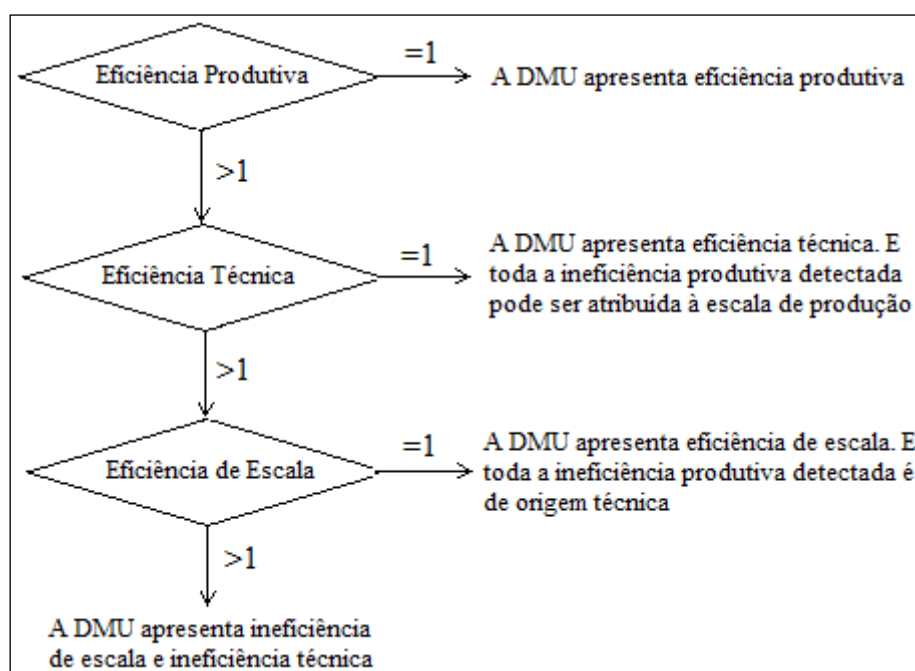 Eficiência Produtiva
=1
A DMU apresenta eficiência produtiva
>1
Eficiência Técnica
=1
A DMU apresenta eficiência técnica. E
toda a ineficiência produtiva detectada
pode ser atribuída à escala de produção
>1
Eficiência de Escala
=1
A DMU apresenta eficiência de escala. E
toda a ineficiência produtiva detectada é
de origem técnica
>1
A DMU apresenta ineficiência
de escala e ineficiência técnica